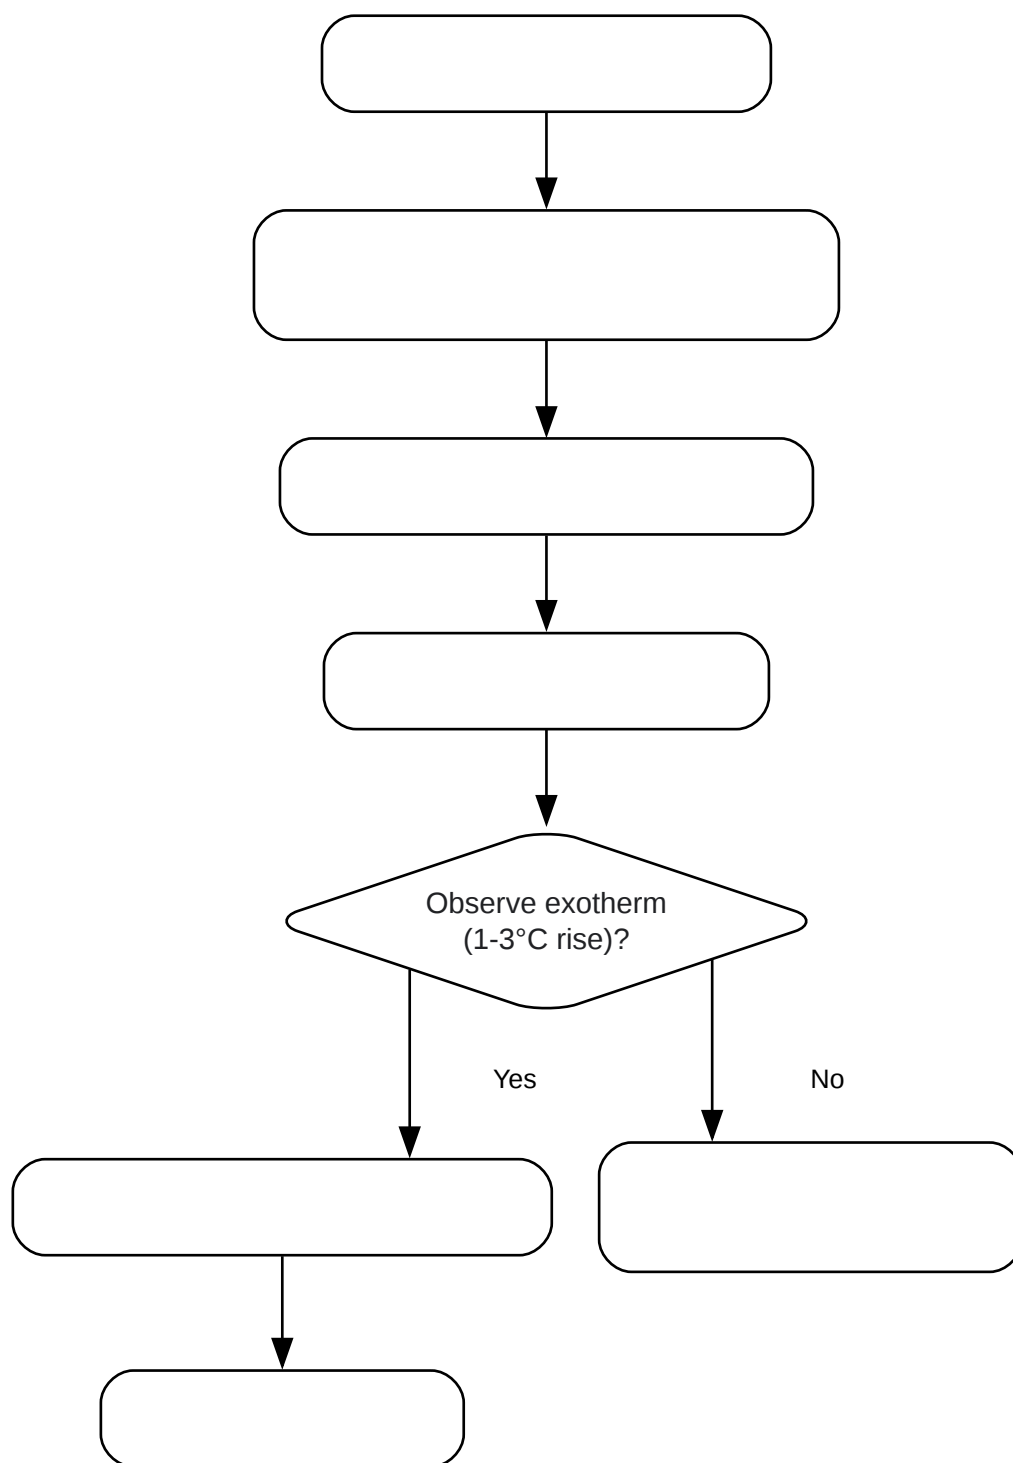 Observe exotherm
(1-3°C rise)?
Yes
No